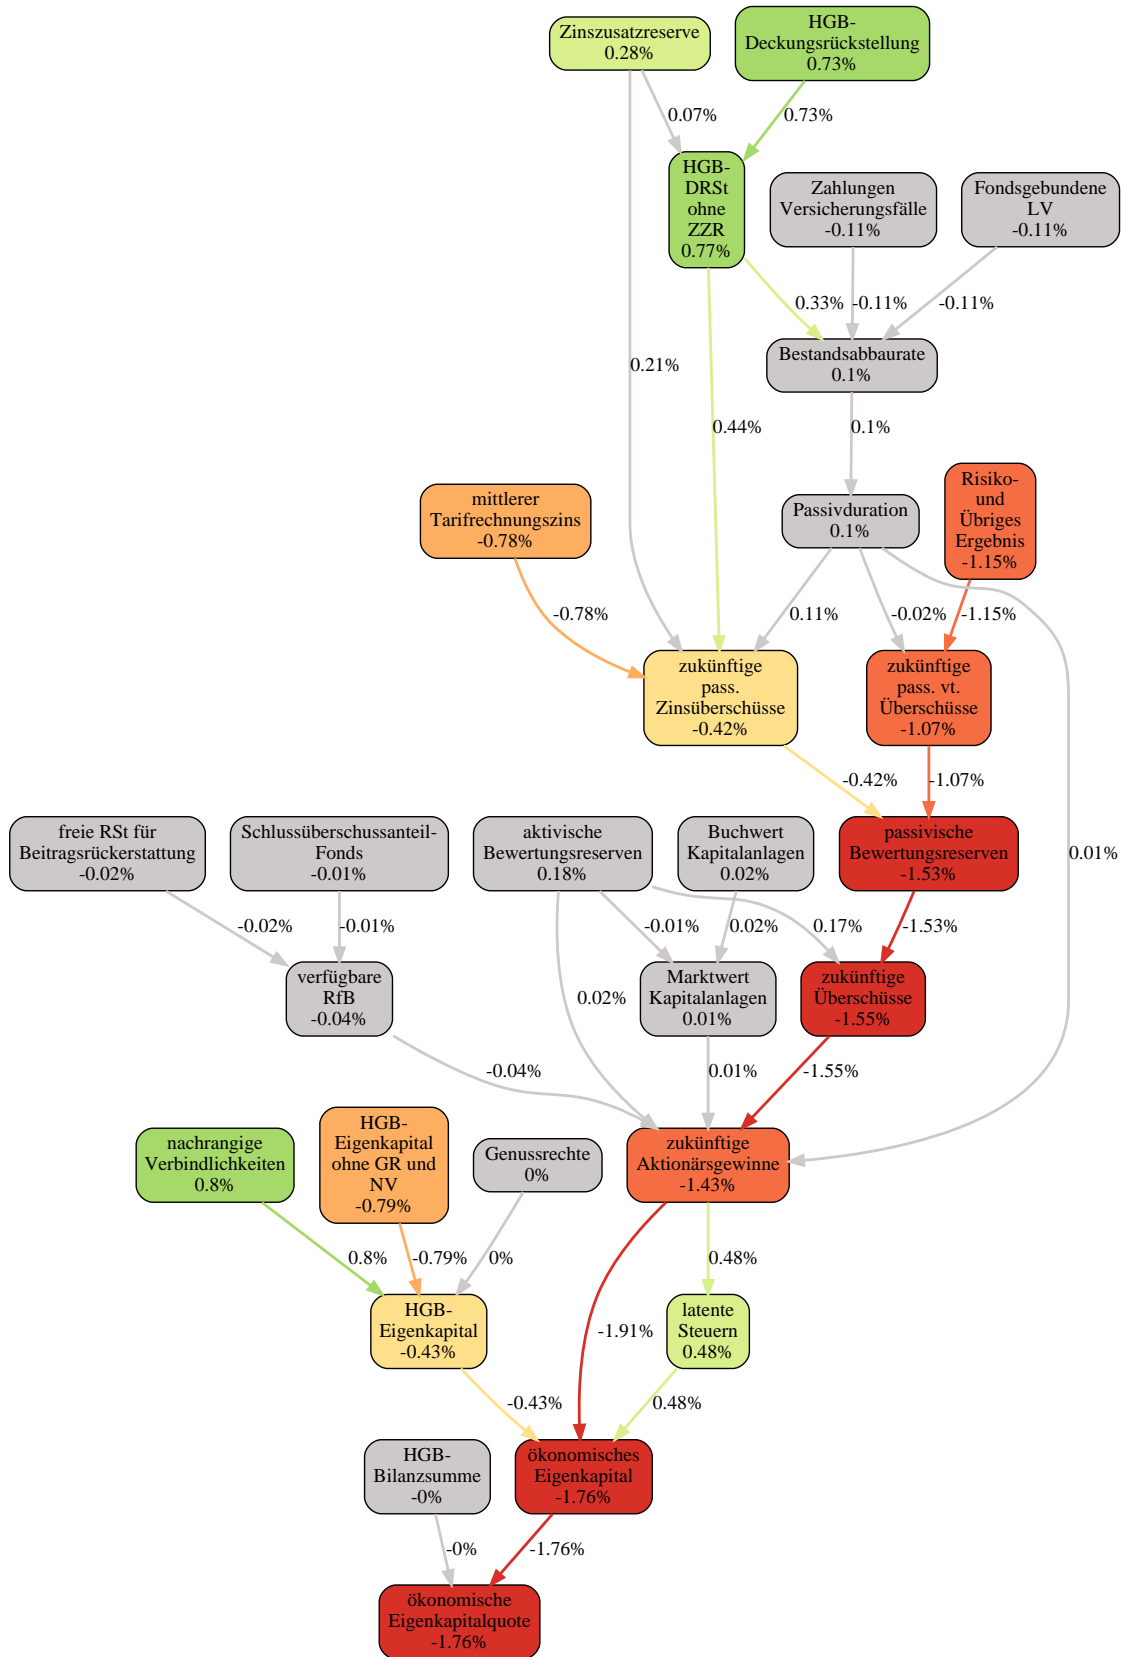 Zinszusatzreserve
0.28%
HGB-
Deckungsrückstellung
0.73%
0.07%
0.73%
HGB-
DRSt
ohne
ZZR
0.77%
Zahlungen
Versicherungsfälle
-0.11%
Fondsgebundene
LV
-0.11%
0.33%
-0.11%
-0.11%
Bestandsabbaurate
0.1%
0.21%
0.44%
0.1%
mittlerer
Tarifrechnungszins
-0.78%
Passivduration
0.1%
Risiko-
und
Übriges
Ergebnis
-1.15%
-0.78%
0.11%
-0.02%
-1.15%
zukünftige
pass.
Zinsüberschüsse
-0.42%
zukünftige
pass. vt.
Überschüsse
-1.07%
-0.42%
-1.07%
freie RSt für
Beitragsrückerstattung
-0.02%
Schlussüberschussanteil-
Fonds
-0.01%
aktivische
Bewertungsreserven
0.18%
Buchwert
Kapitalanlagen
0.02%
passivische
Bewertungsreserven
-1.53%
0.01%
-0.02%
-0.01%
-0.01%
0.02%
0.17%
-1.53%
verfügbare
RfB
-0.04%
0.02%
Marktwert
Kapitalanlagen
0.01%
zukünftige
Überschüsse
-1.55%
-0.04%
0.01%
-1.55%
nachrangige
Verbindlichkeiten
0.8%
HGB-
Eigenkapital
ohne GR und
NV
-0.79%
Genussrechte
0%
zukünftige
Aktionärsgewinne
-1.43%
0.8%
-0.79%
0%
0.48%
HGB-
Eigenkapital
-0.43%
-1.91%
latente
Steuern
0.48%
-0.43%
0.48%
HGB-
Bilanzsumme
-0%
ökonomisches
Eigenkapital
-1.76%
-0%
-1.76%
ökonomische
Eigenkapitalquote
-1.76%